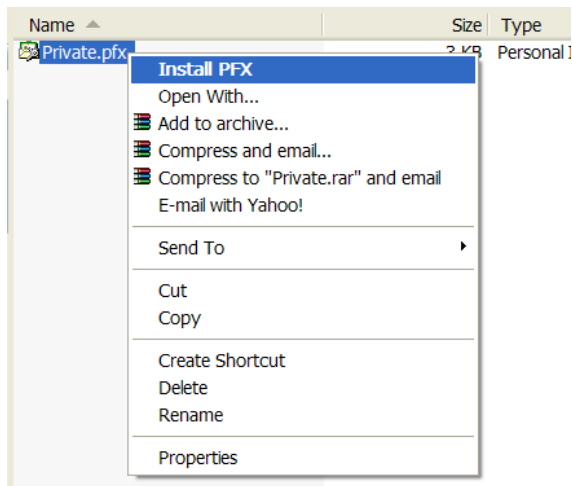 Name Size Type
Private.pfx KB Personal
Install PFX
Open With...
Add to archive...
Compress and email...
Compress to "Private.rar" and email
E-mail with Yahoo!
Send To
Cut
Copy
Create Shortcut
Delete
Rename
Properties